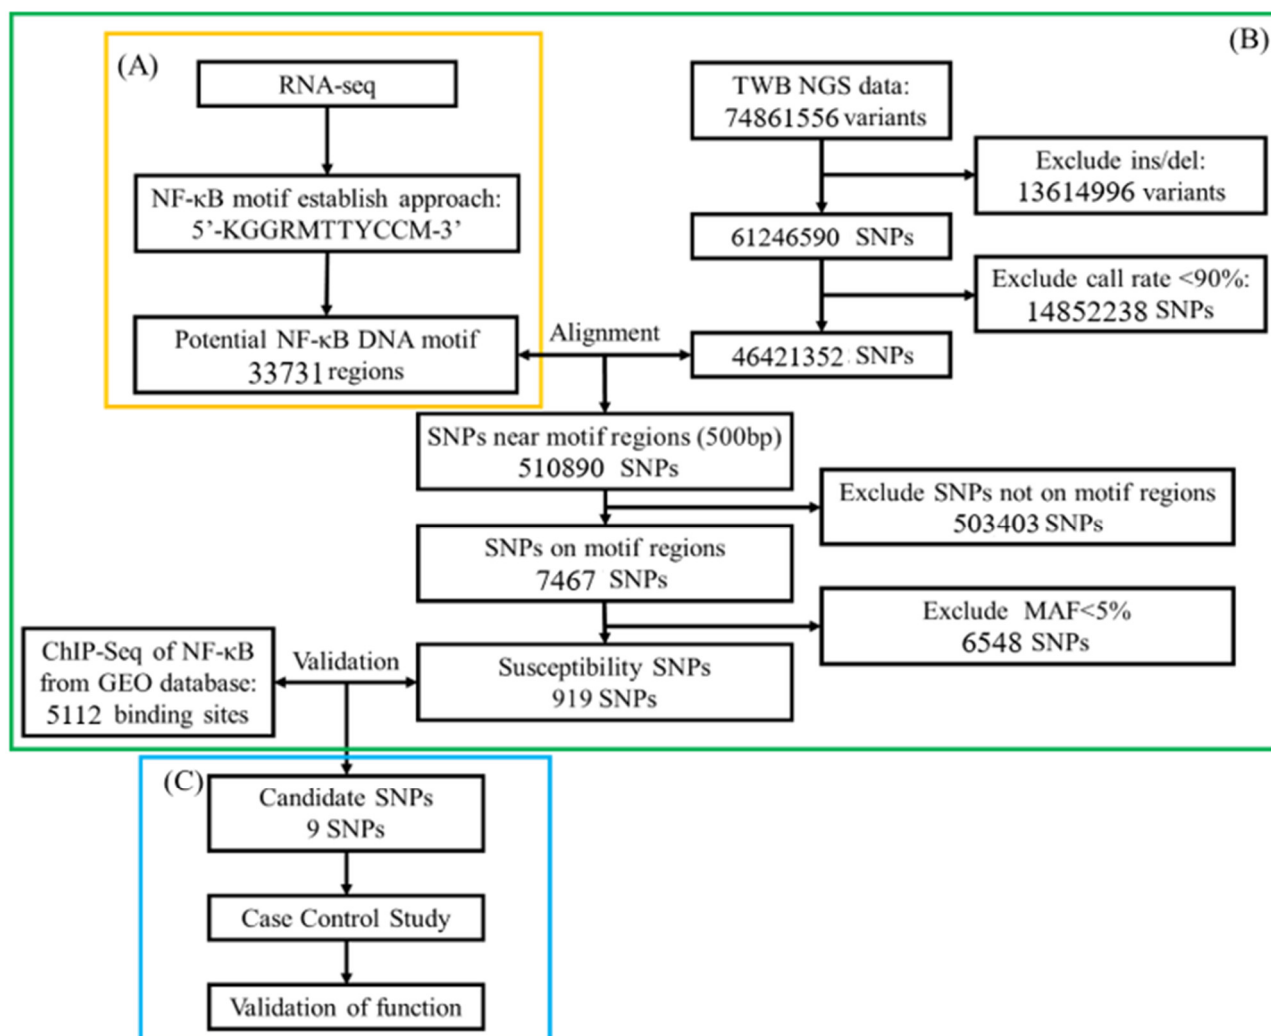 (A)
RNA-seq
NF-κB motif establish approach:
5’-KGGRMTTYCCM-3’
Potential NF-κB DNA motif
33731 regions
(B)
TWB NGS data:
74861556 variants
Exclude ins/del:
13614996 variants
61246590 SNPs
Exclude call rate <90%:
14852238 SNPs
Alignment
46421352 SNPs
SNPs near motif regions (500bp)
510890 SNPs
Exclude SNPs not on motif regions
503403 SNPs
SNPs on motif regions
7467 SNPs
Exclude MAF<5%
6548 SNPs
ChIP-Seq of NF-κB
from GEO database:
5112 binding sites
Validation
Susceptibility SNPs
919 SNPs
(C)
Candidate SNPs
9 SNPs
Case Control Study
Validation of function